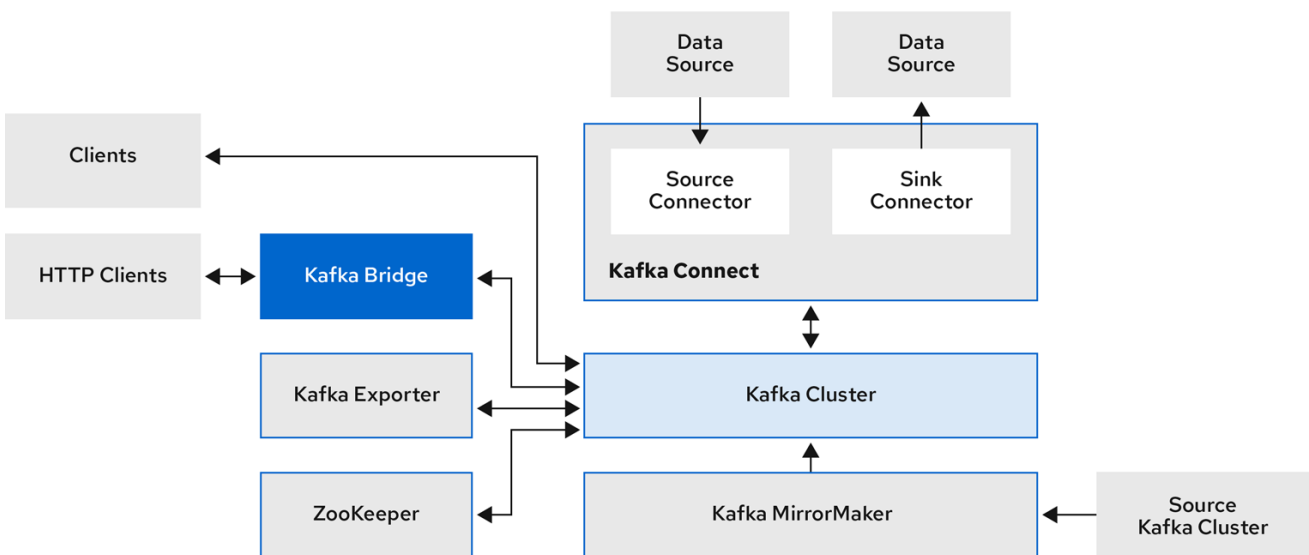 Data
Source
Data
Source
Clients
Source
Connector
Sink
Connector
HTTP Clients
Kafka Bridge
Kafka Connect
Kafka Exporter
Kafka Cluster
ZooKeeper
Kafka MirrorMaker
Source
Kafka Cluster